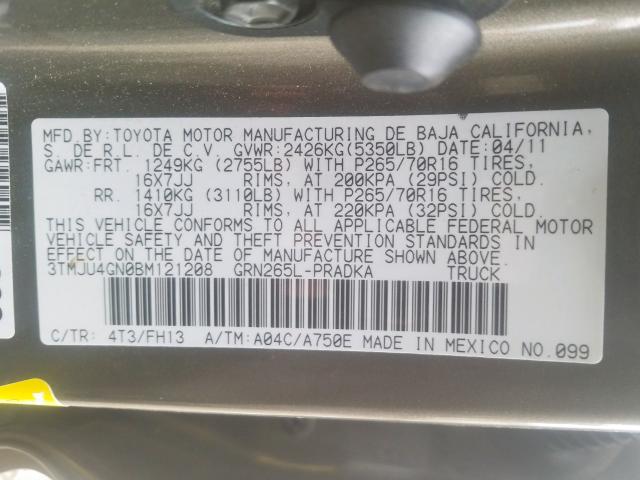 MFD BY:TOYOTA MOTOR MANUFACTURING DE BAJA CALIFORNIA,
S. DE R.L. DE C.V. GVWR:2426KG(5350LB) DATE:04/11
GAWR:FRT. 1249KG (2755LB) WITH P265/70R16 TIRES,
16X7JJ RIMS, AT 200KPA (29PSI) COLD.
RR. 1410KG (3110LB) WITH P265/70R16 TIRES,
16X7JJ RIMS, AT 220KPA (32PSI) COLD.
THIS VEHICLE CONFORMS TO ALL APPLICABLE FEDERAL MOTOR
VEHICLE SAFETY AND THEFT PREVENTION STANDARDS IN
EFFECT ON THE DATE OF MANUFACTURE SHOWN ABOVE.
3TMJU4GN0BM121208 GRN265L-PRADKA TRUCK
C/TR: 4T3/FH13 A/TM:A04C/A750E MADE IN MEXICO NO.099